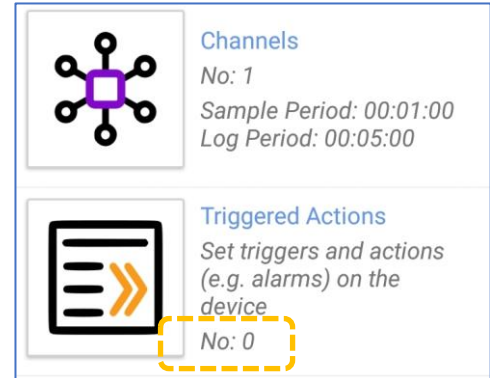 Channels
No: 1
Sample Period: 00:01:00
Log Period: 00:05:00
Triggered Actions
Set triggers and actions
(e.g. alarms) on the
device
No: 0